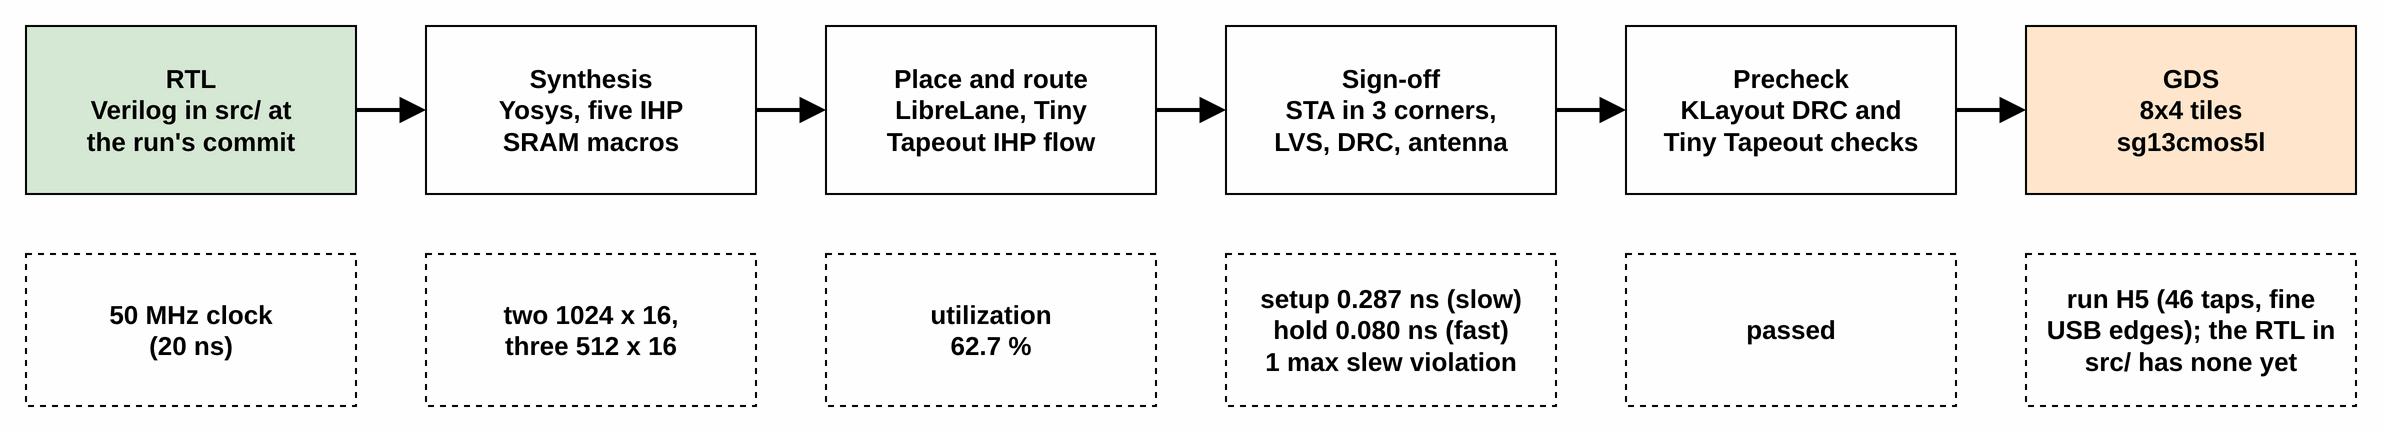 RTL
Verilog in src/ at
the run's commit
Synthesis
Yosys, five IHP
SRAM macros
Place and route
LibreLane, Tiny
Tapeout IHP flow
Sign-off
STA in 3 corners,
LVS, DRC, antenna
Precheck
KLayout DRC and
Tiny Tapeout checks
GDS
8x4 tiles
sg13cmos5l
50 MHz clock
(20 ns)
two 1024 x 16,
three 512 x 16
utilization
62.7 %
setup 0.287 ns (slow)
hold 0.080 ns (fast)
1 max slew violation
passed
run H5 (46 taps, fine
USB edges); the RTL in
src/ has none yet